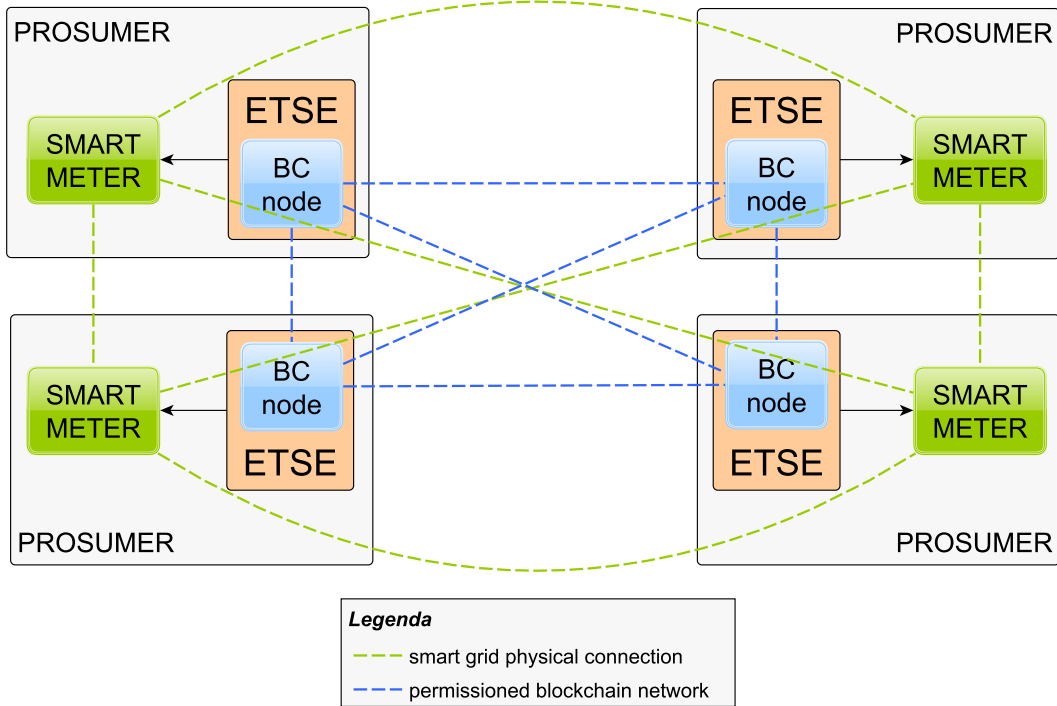 PROSUMER
ETSE
SMART
METER
BC
node
PROSUMER
ETSE
BC
node
SMART
METER
SMART
METER
BC
node
ETSE
PROSUMER
BC
node
ETSE
SMART
METER
PROSUMER
Legenda
smart grid physical connection
permissioned blockchain network